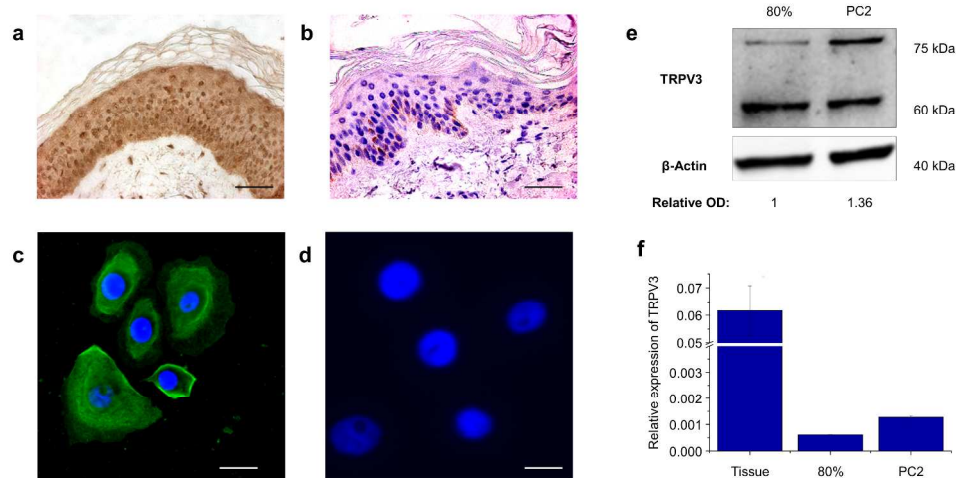 a
b
c
d
e
80% PC2
TRPV3
75 kDa
60 kDa
β-Actin
40 kDa
Relative OD: 1 1.36
f
Relative expression of TRPV3
0.07
0.06
0.05
0.003
0.002
0.001
0.000
Tissue 80% PC2